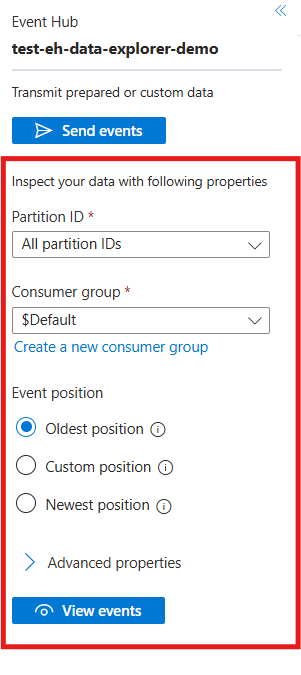 Event Hub
test-eh-data-explorer-demo
Transmit prepared or custom data
Send events
Inspect your data with following properties
Partition ID *
All partition IDs
Consumer group *
$Default
Create a new consumer group
Event position
Oldest position
Custom position
Newest position
Advanced properties
View events